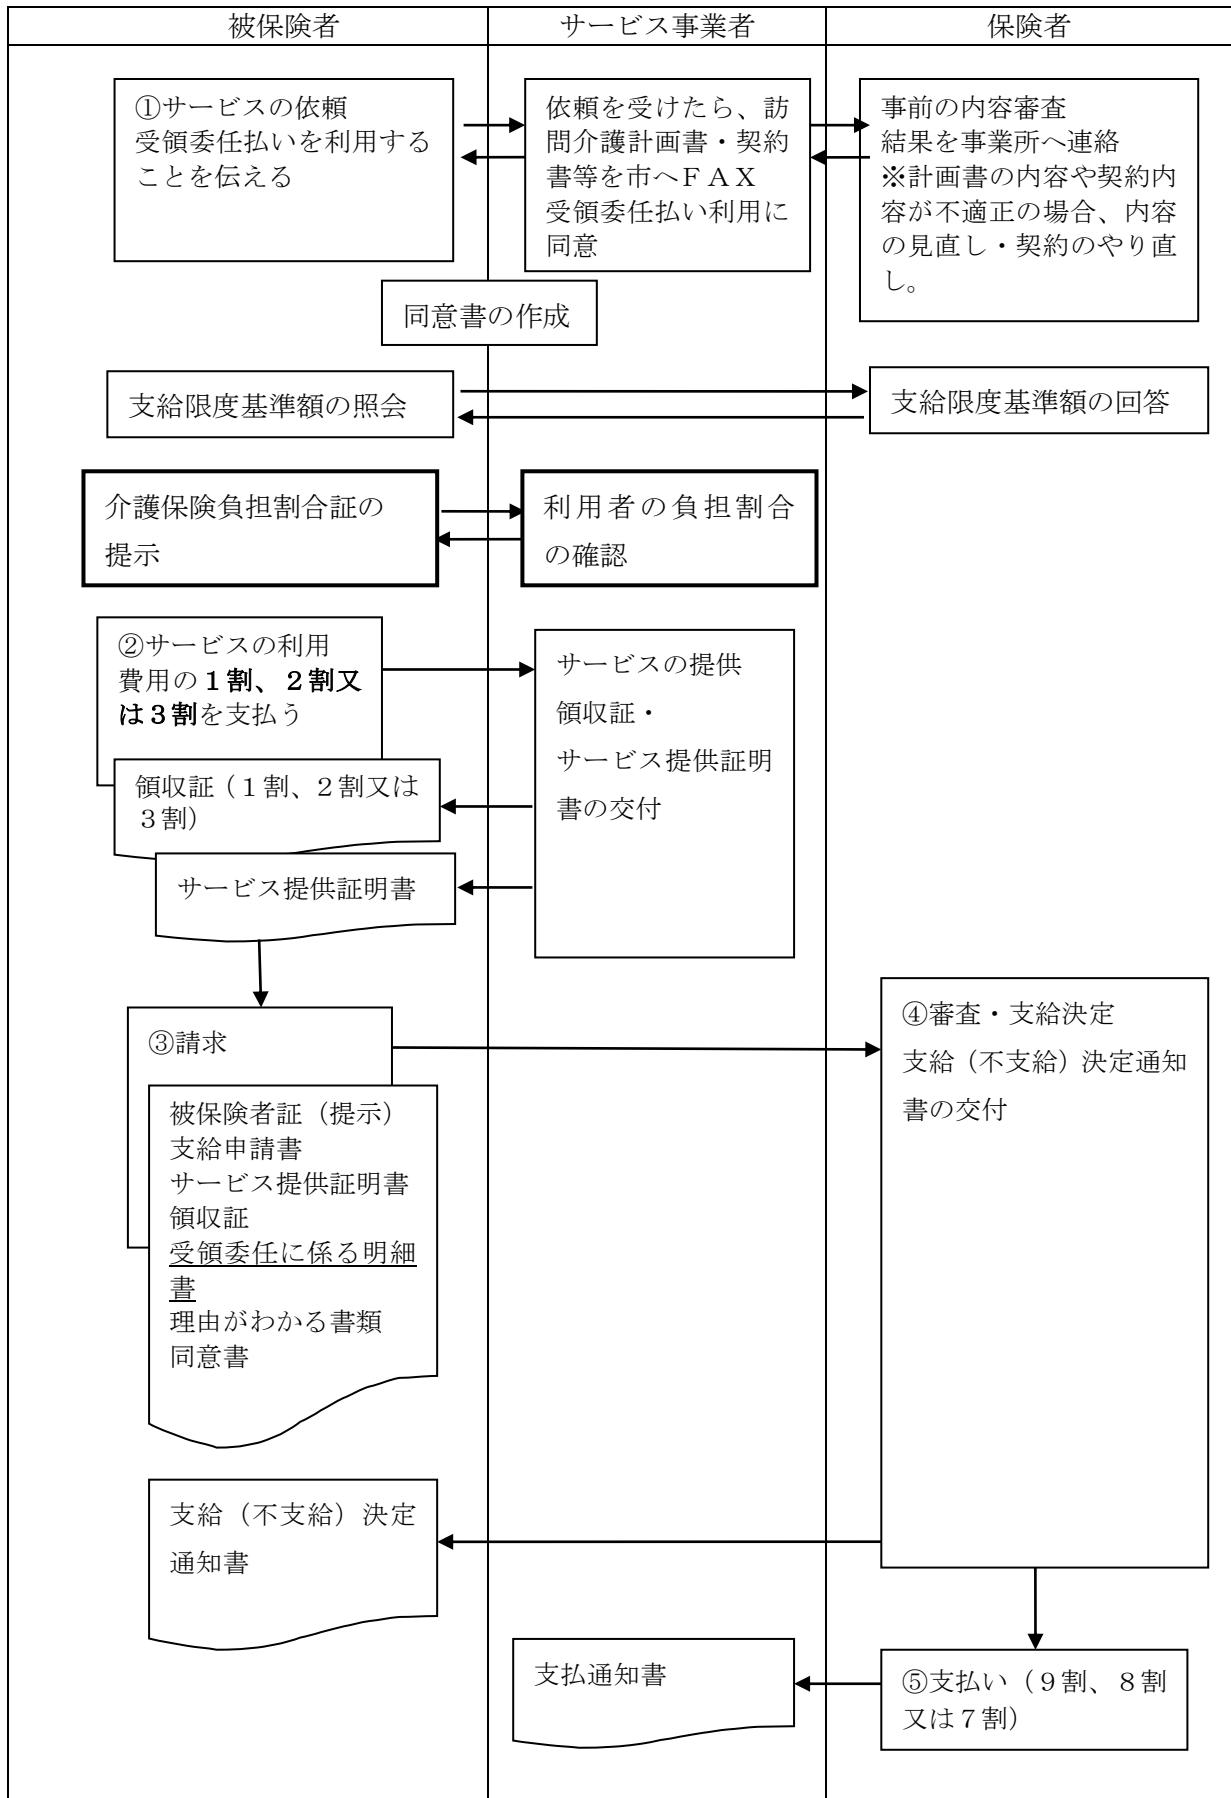 被保険者
サービス事業者
保険者
①サービスの依頼
受領委任払いを利用する
ことを伝える
依頼を受けたら、訪
問介護計画書・契約
書等を市へＦＡＸ
受領委任払い利用に
同意
事前の内容審査
結果を事業所へ連絡
※計画書の内容や契約内
容が不適正の場合、内容
の見直し・契約のやり直
し。
同意書の作成
支給限度基準額の照会
支給限度基準額の回答
介護保険負担割合証の
提示
利用者の負担割合
の確認
②サービスの利用
費用の１割、２割又
は３割を支払う
サービスの提供
領収証・
サービス提供証明
書の交付
領収証（１割、２割又は
３割）
サービス提供証明書
③請求
④審査・支給決定
支給（不支給）決定通知
書の交付
被保険者証（提示）
支給申請書
サービス提供証明書
領収証
受領委任に係る明細
書
理由がわかる書類
同意書
支給（不支給）決定
通知書
支払通知書
⑤支払い（９割、８割
又は７割）